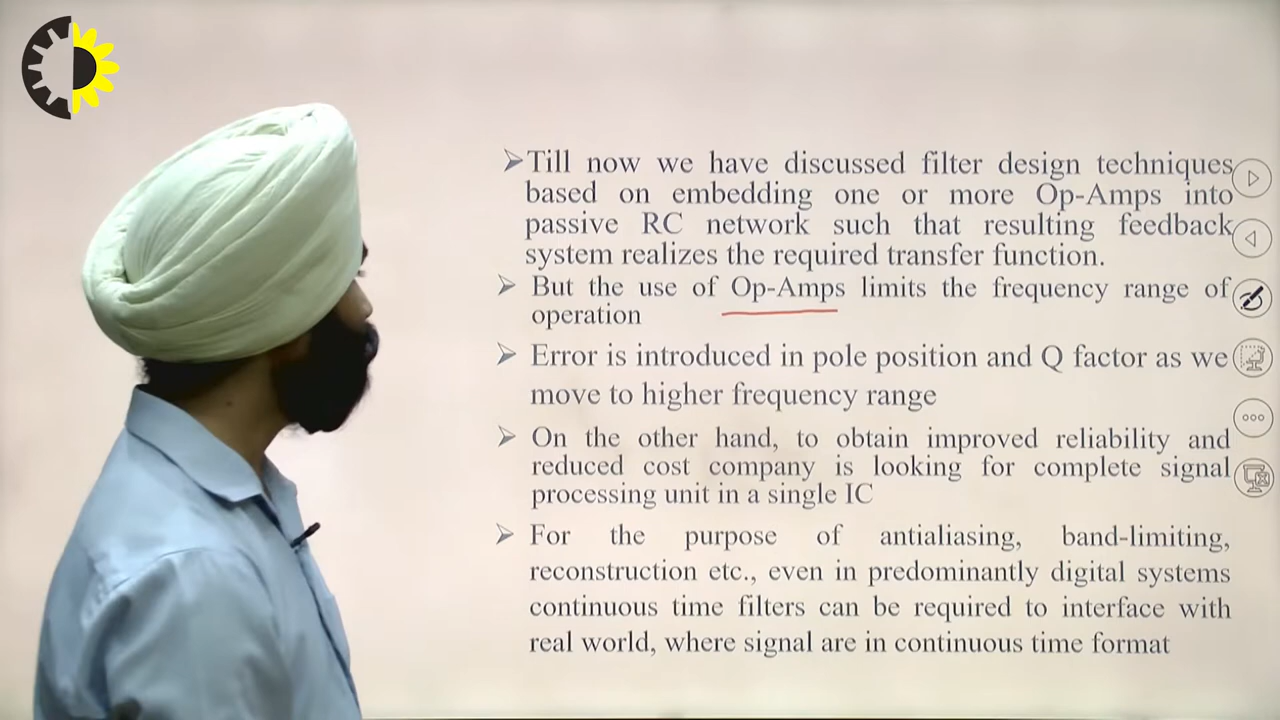 ➢Till now we have discussed filter design techniques
based on embedding one or more Op-Amps into
passive RC network such that resulting feedback
system realizes the required transfer function.
➢ But the use of Op-Amps limits the frequency range of
operation
➢ Error is introduced in pole position and Q factor as we
move to higher frequency range
➢ On the other hand, to obtain improved reliability and
reduced cost company is looking for complete signal
processing unit in a single IC
➢ For the purpose of antialiasing, band-limiting,
reconstruction etc., even in predominantly digital systems
continuous time filters can be required to interface with
real world, where signal are in continuous time format